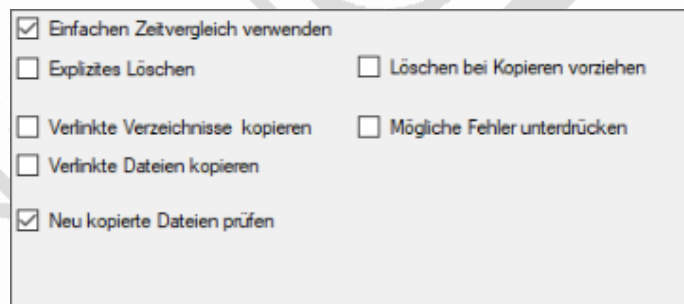 Einfachen Zeitvergleich verwenden
Explizites Löschen
Löschen bei Kopieren vorziehen
Verlinkte Verzeichnisse kopieren
Mögliche Fehler unterdrücken
Verlinkte Dateien kopieren
Neu kopierte Dateien prüfen